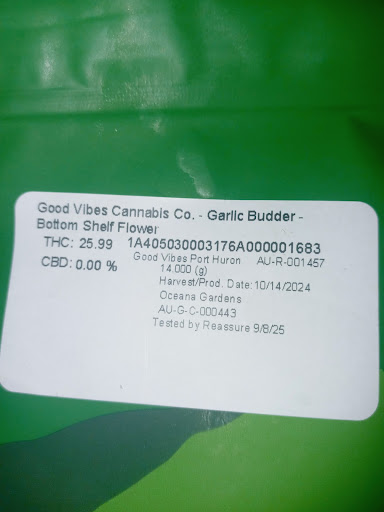 Good Vibes Cannabis Co. - Garlic Budder -
Bottom Shelf Flower
THC: 25.99 1A405030003176A000001683
CBD: 0.00 % Good Vibes Port Huron AU-R-001457
14.000 (g)
Harvest/Prod. Date: 10/14/2024
Oceana Gardens
AU-G-C-000443
Tested by Reassure 9/8/25